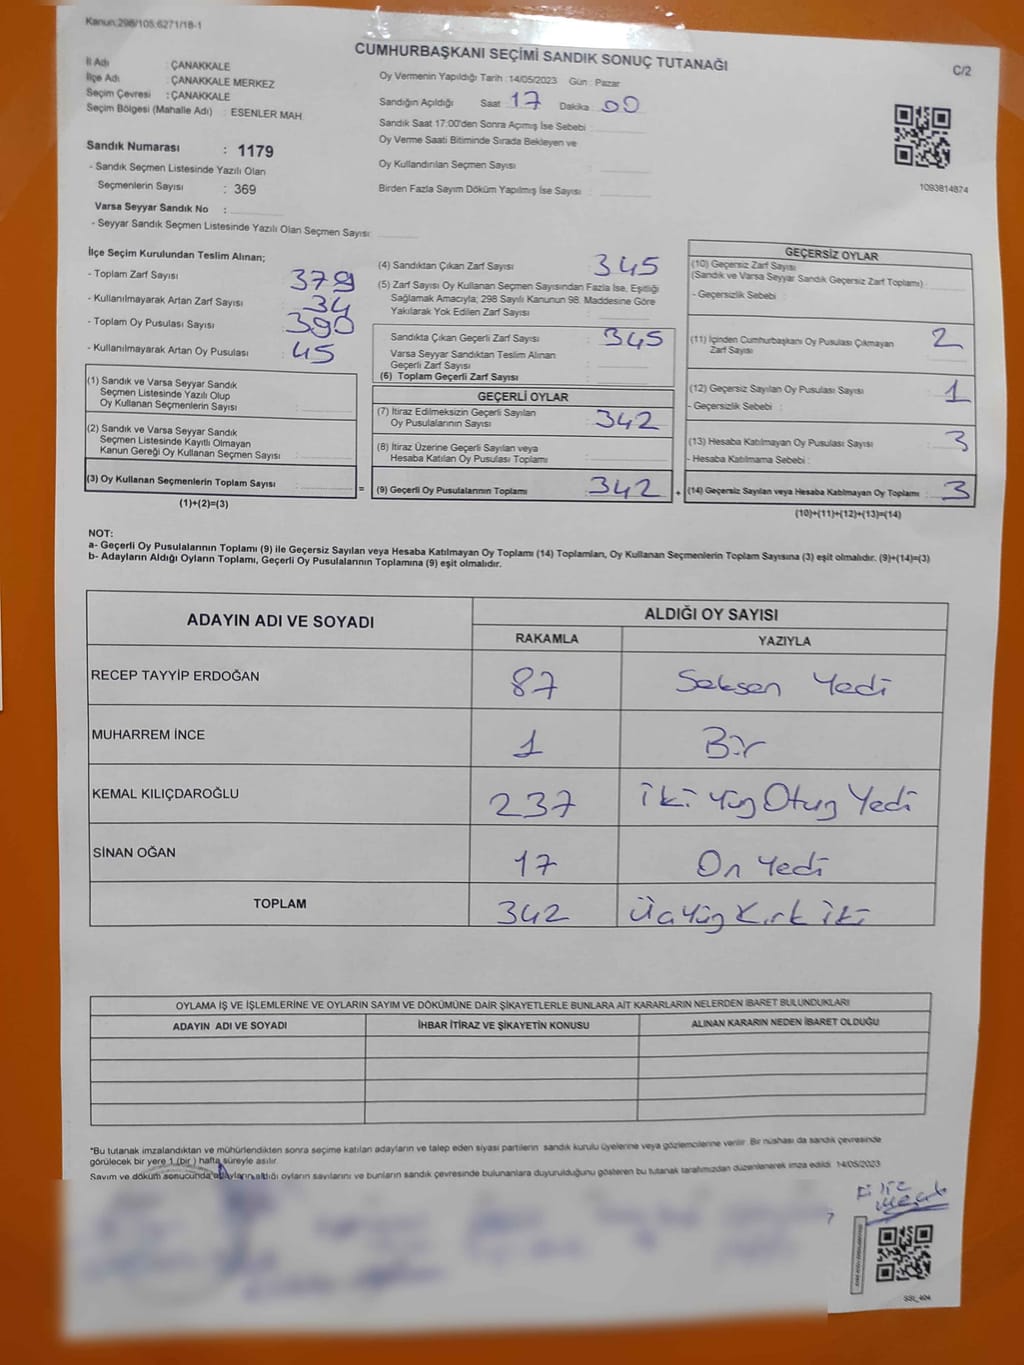 Kanun:298/105,6271/18-1
CUMHURBAŞKANI SEÇİMİ SANDIK SONUÇ TUTANAĞI
C/2
İl Adı : ÇANAKKALE
İlçe Adı : ÇANAKKALE MERKEZ
Seçim Çevresi : ÇANAKKALE
Seçim Bölgesi (Mahalle Adı) : ESENLER MAH.
Sandık Numarası : 1179
- Sandık Seçmen Listesinde Yazılı Olan
Seçmenlerin Sayısı : 369
Varsa Seyyar Sandık No :
- Seyyar Sandık Seçmen Listesinde Yazılı Olan Seçmen Sayısı:
Oy Vermenin Yapıldığı Tarih : 14/05/2023 Gün : Pazar
Sandığın Açıldığı Saat : 17 Dakika 00
Sandık Saat 17:00'den Sonra Açımış İse Sebebi :
Oy Verme Saati Bitiminde Sırada Bekleyen ve
Oy Kullandırılan Seçmen Sayısı
Birden Fazla Sayım Döküm Yapılmış İse Sayısı :
1093814874
İlçe Seçim Kurulundan Teslim Alınan;
- Toplam Zarf Sayısı : 379
- Kullanılmayarak Artan Zarf Sayısı : 34
- Toplam Oy Pusulası Sayısı : 390
- Kullanılmayarak Artan Oy Pusulası : 45
(1) Sandık ve Varsa Seyyar Sandık
Seçmen Listesinde Yazılı Olup
Oy Kullanan Seçmenlerin Sayısı :
(2) Sandık ve Varsa Seyyar Sandık
Seçmen Listesinde Kayıtlı Olmayan
Kanun Gereği Oy Kullanan Seçmen Sayısı :
(3) Oy Kullanan Seçmenlerin Toplam Sayısı :
(1)+(2)=(3)
=
(4) Sandıktan Çıkan Zarf Sayısı : 345
(5) Zarf Sayısı Oy Kullanan Seçmen Sayısından Fazla İse, Eşitliği
Sağlamak Amacıyla; 298 Sayılı Kanunun 98. Maddesine Göre
Yakılarak Yok Edilen Zarf Sayısı :
Sandıkta Çıkan Geçerli Zarf Sayısı : 345
Varsa Seyyar Sandıktan Teslim Alınan
Geçerli Zarf Sayısı :
(6) Toplam Geçerli Zarf Sayısı :
GEÇERLİ OYLAR
(7) İtiraz Edilmeksizin Geçerli Sayılan
Oy Pusulalarının Sayısı : 342
(8) İtiraz Üzerine Geçerli Sayılan veya
Hesaba Katılan Oy Pusulası Toplamı :
(9) Geçerli Oy Pusulalarının Toplamı : 342
+
GEÇERSİZ OYLAR
(10) Geçersiz Zarf Sayısı
(Sandık ve Varsa Seyyar Sandık Geçersiz Zarf Toplamı) :
- Geçersizlik Sebebi :
(11) İçinden Cumhurbaşkanı Oy Pusulası Çıkmayan
Zarf Sayısı : 2
(12) Geçersiz Sayılan Oy Pusulası Sayısı : 1
- Geçersizlik Sebebi :
(13) Hesaba Katılmayan Oy Pusulası Sayısı : 3
- Hesaba Katılmama Sebebi :
(14) Geçersiz Sayılan veya Hesaba Katılmayan Oy Toplamı : 3
(10)+(11)+(12)+(13)=(14)
NOT:
a- Geçerli Oy Pusulalarının Toplamı (9) ile Geçersiz Sayılan veya Hesaba Katılmayan Oy Toplamı (14) Toplamları, Oy Kullanan Seçmenlerin Toplam Sayısına (3) eşit olmalıdır. (9)+(14)=(3)
b- Adayların Aldığı Oyların Toplamı, Geçerli Oy Pusulalarının Toplamına (9) eşit olmalıdır.
ADAYIN ADI VE SOYADI ALDIĞI OY SAYISI
RAKAMLA YAZIYLA
RECEP TAYYİP ERDOĞAN 87 Seksen Yedi
MUHARREM İNCE 1 Bir
KEMAL KILIÇDAROĞLU 237 İki Yüz Otuz Yedi
SİNAN OĞAN 17 On Yedi
TOPLAM 342 Üç Yüz Kırk İki
OYLAMA İŞ VE İŞLEMLERİNE VE OYLARIN SAYIM VE DÖKÜMÜNE DAİR ŞİKAYETLERLE BUNLARA AİT KARARLARIN NELERDEN İBARET BULUNDUKLARI
ADAYIN ADI VE SOYADI İHBAR İTİRAZ VE ŞİKAYETİN KONUSU ALINAN KARARIN NEDEN İBARET OLDUĞU
*Bu tutanak imzalandıktan ve mühürlendikten sonra seçime katılan adayların ve talep eden siyasi partilerin sandık kurulu üyelerine veya gözlemcilerine verilir. Bir nüshası da sandık çevresinde
görülecek bir yere 1 (bir) hafta süreyle asılır.
Sayım ve döküm sonucunda adayların aldığı oyların sayılarını ve bunların sandık çevresinde bulunanlara duyurulduğunu gösteren bu tutanak tarafımızdan düzenlenerek imza edildi. 14/05/2023